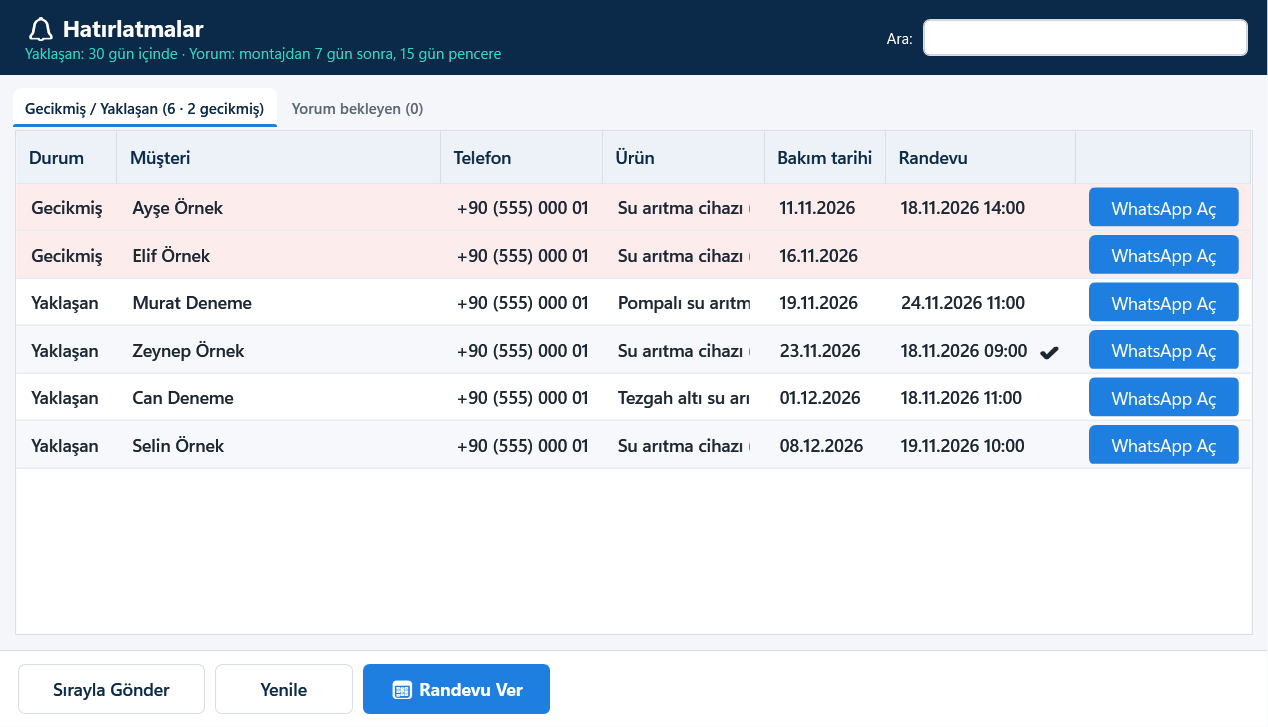 Hatırlatmalar
Yaklaşan: 30 gün içinde · Yorum: montajdan 7 gün sonra, 15 gün pencere
Ara:
Gecikmiş / Yaklaşan (6 · 2 gecikmiş) Yorum bekleyen (0)
Durum Müşteri Telefon Ürün Bakım tarihi Randevu
Gecikmiş Ayşe Örnek +90 (555) 000 01 Su arıtma cihazı 11.11.2026 18.11.2026 14:00 WhatsApp Aç
Gecikmiş Elif Örnek +90 (555) 000 01 Su arıtma cihazı 16.11.2026 WhatsApp Aç
Yaklaşan Murat Deneme +90 (555) 000 01 Pompalı su arıtm 19.11.2026 24.11.2026 11:00 WhatsApp Aç
Yaklaşan Zeynep Örnek +90 (555) 000 01 Su arıtma cihazı 23.11.2026 18.11.2026 09:00 ✔ WhatsApp Aç
Yaklaşan Can Deneme +90 (555) 000 01 Tezgah altı su arı 01.12.2026 18.11.2026 11:00 WhatsApp Aç
Yaklaşan Selin Örnek +90 (555) 000 01 Su arıtma cihazı 08.12.2026 19.11.2026 10:00 WhatsApp Aç
Sırayla Gönder Yenile Randevu Ver